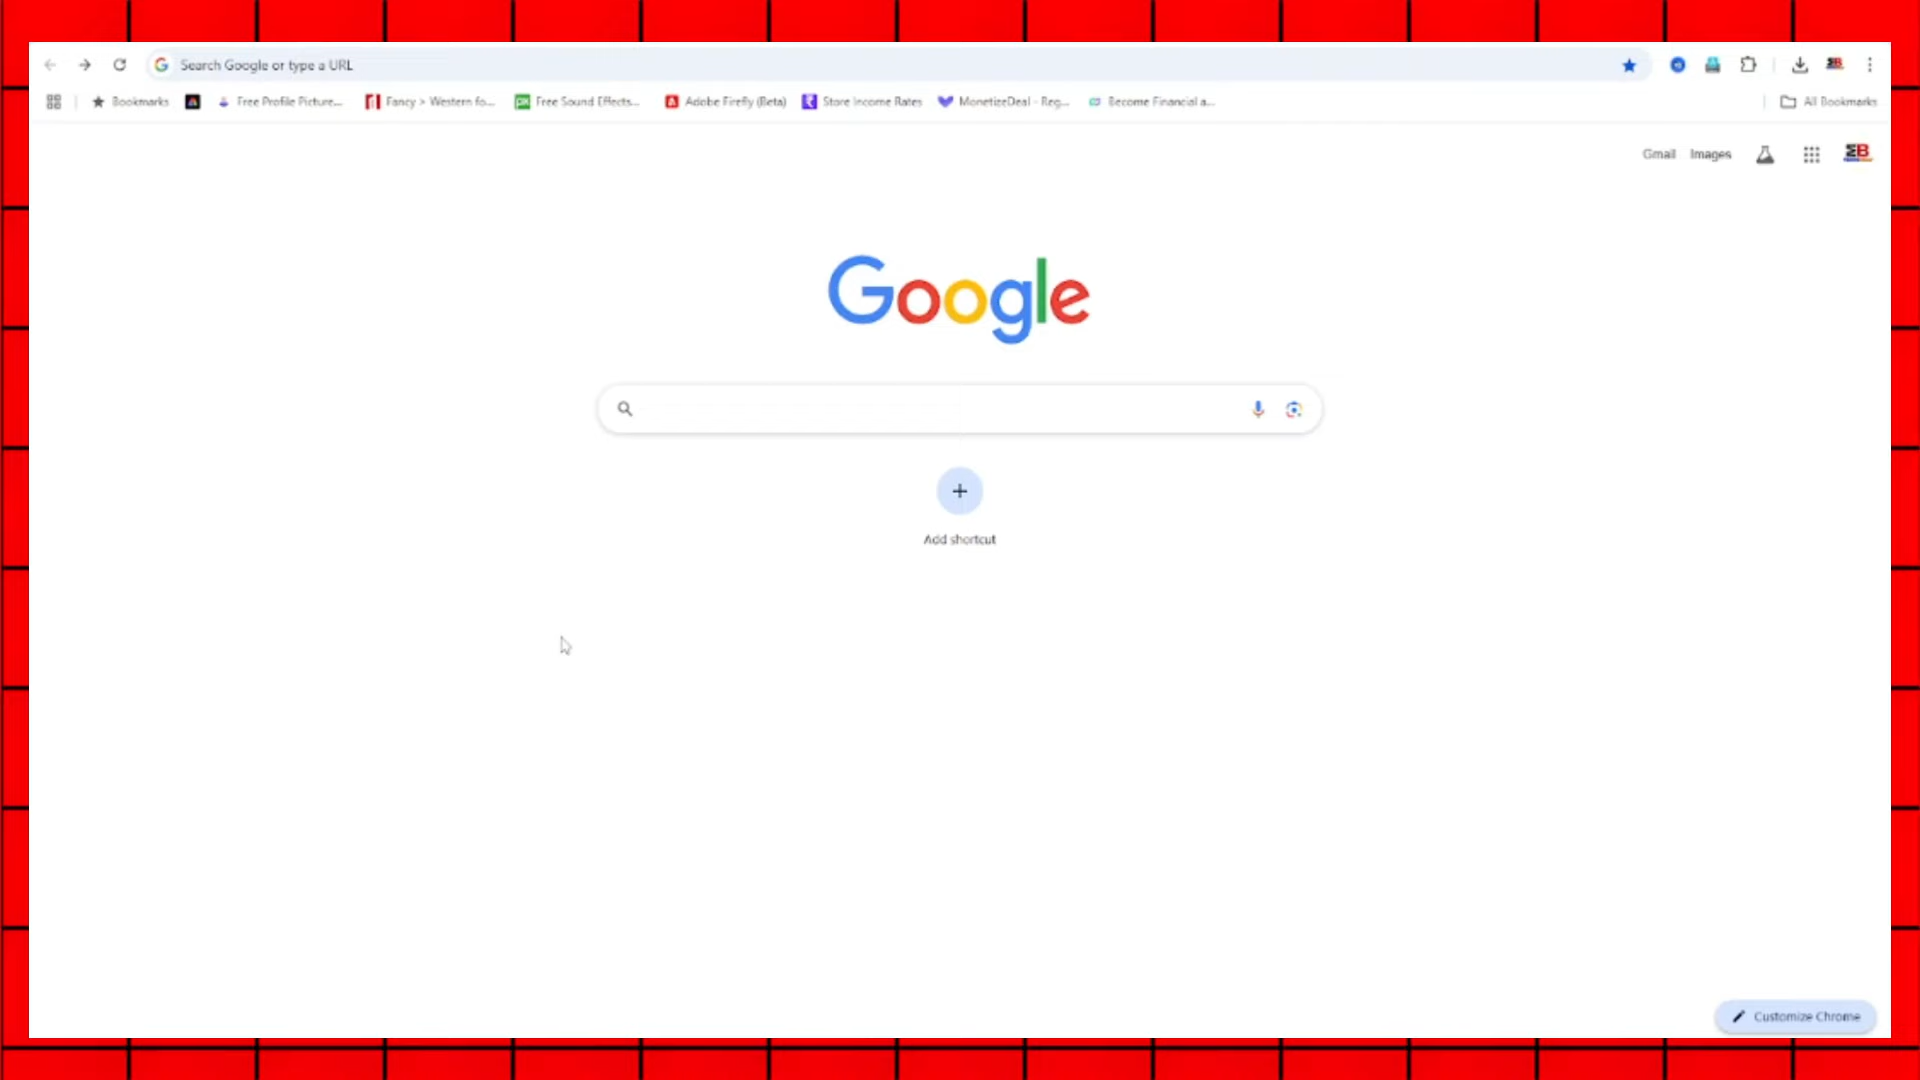 Search Google or type a URL
Bookmarks Free Profile Picture... Fancy > Western fo... Free Sound Effects... Adobe Firefly (Beta) Store Income Rates MonetizeDeal - Reg... Become Financial a... All Bookmarks
Gmail Images
Google
Add shortcut
Customize Chrome